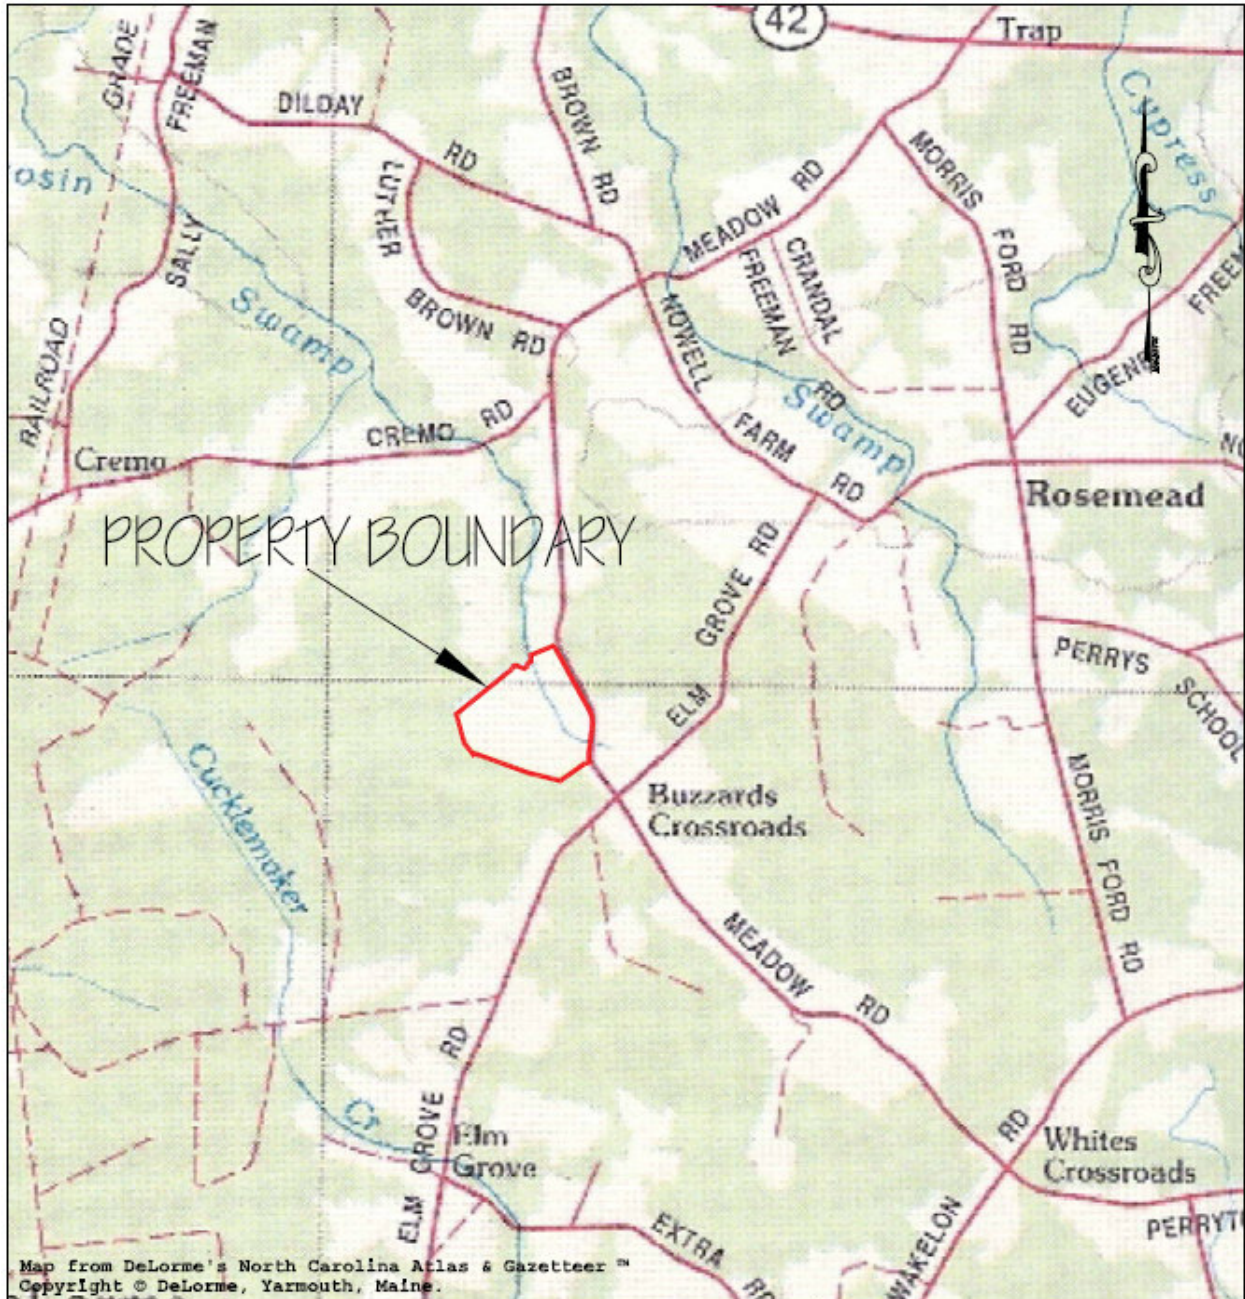 42
Trap
GRADE
FREEMAN
DILDAY
RD
BROWN RD
Cypress
osin
LUTHER
SALLY
MEADOW RD
MORRIS
FORD
RD
FREEMAN
CRANDAL
RD
Swamp
BROWN RD
NOWELL
FARM
RD
Swamp
EUGENE
FREEM
RAILROAD
CREMO RD
Cremo
NO
Rosemead
PROPERTY BOUNDARY
ELM
GROVE
RD
PERRYS
SCHOOL
Cucklemaker
Buzzards
Crossroads
MORRIS
FORD
RD
MEADOW
RD
RD
Cr
Elm
Grove
ELM
GROVE
RD
Whites
Crossroads
WAKELON
PERRYT
EXTRA
Map from DeLorme's North Carolina Atlas & Gazetteer ™
Copyright © DeLorme, Yarmouth, Maine.